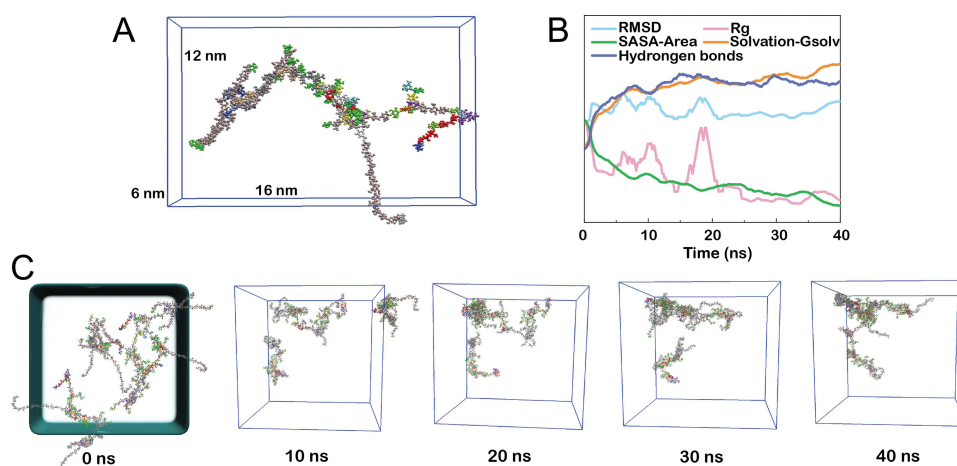 A
12 nm
6 nm
16 nm
B
RMSD Rg
SASA-Area Solvation-Gsolv
Hydrongen bonds
0 10 20 30 40
Time (ns)
C
0 ns 10 ns 20 ns 30 ns 40 ns